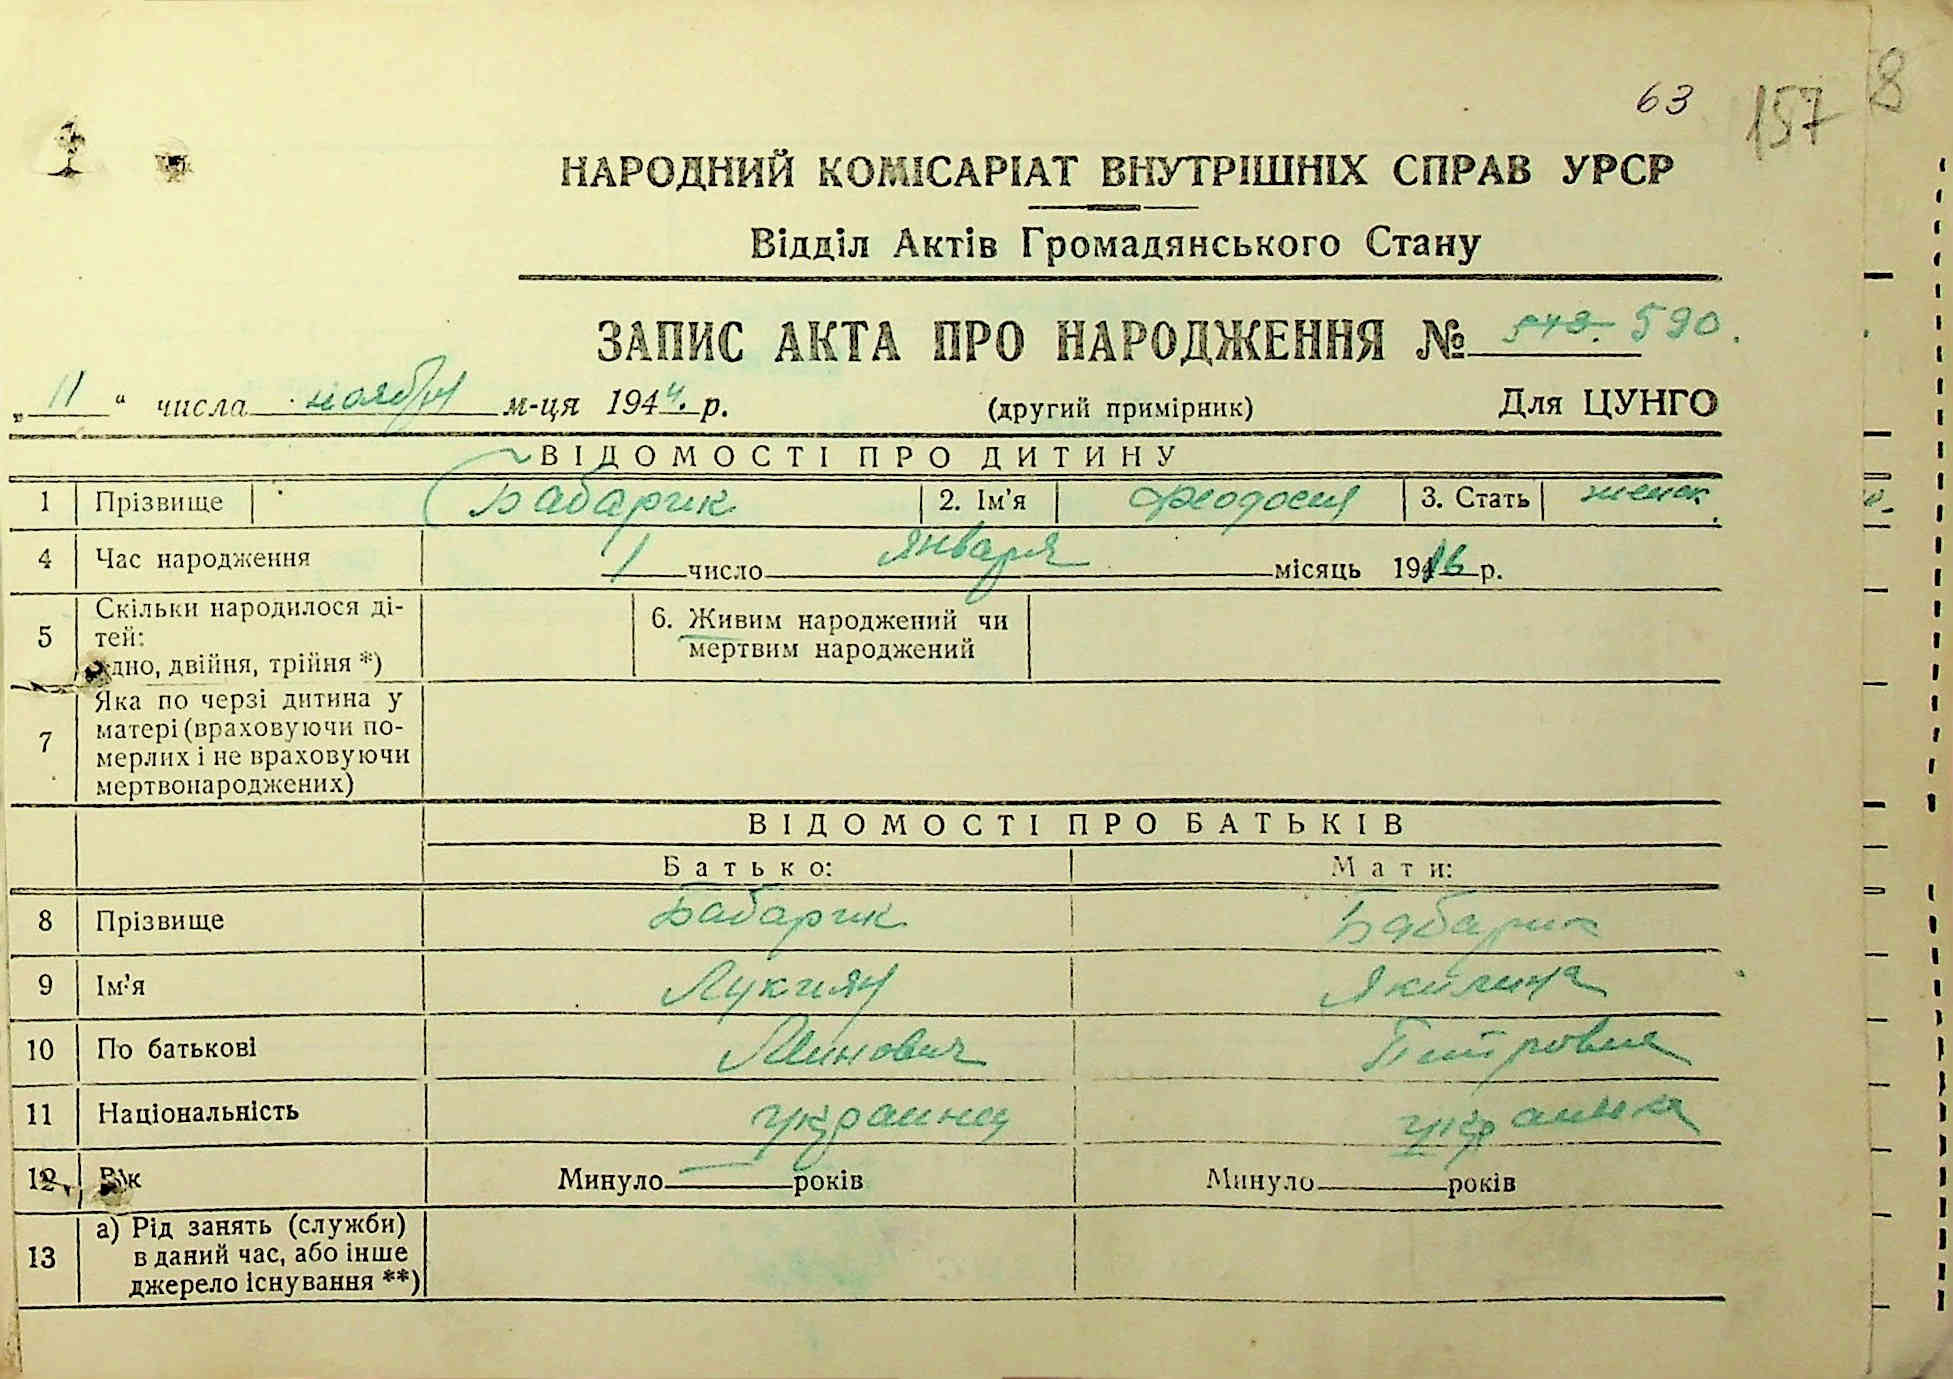 63 157 8
НАРОДНИЙ КОМІСАРІАТ ВНУТРІШНІХ СПРАВ УРСР
Відділ Актів Громадянського Стану
ЗАПИС АКТА ПРО НАРОДЖЕННЯ № 590.
„11“ числа ноября м-ця 1944. р. (другий примірник) Для ЦУНГО
ВІДОМОСТІ ПРО ДИТИНУ
1 Прізвище Бабарик 2. Ім'я Феодосия 3. Стать женск.
4 Час народження 1 число января місяць 1916 р.
5 Скільки народилося ді-
тей:
одно, двійня, трійня *)
6. Живим народжений чи
мертвим народжений
7 Яка по черзі дитина у
матері (враховуючи по-
мерлих і не враховуючи
мертвонароджених)
ВІДОМОСТІ ПРО БАТЬКІВ
Батько: Мати:
8 Прізвище Бабарик Бабарик
9 Ім'я Лукиян Якилина
10 По батькові Минович Петровна
11 Національність украинец украинка
12 Вік Минуло років Минуло років
13 а) Рід занять (служби)
в даний час, або інше
джерело існування **)